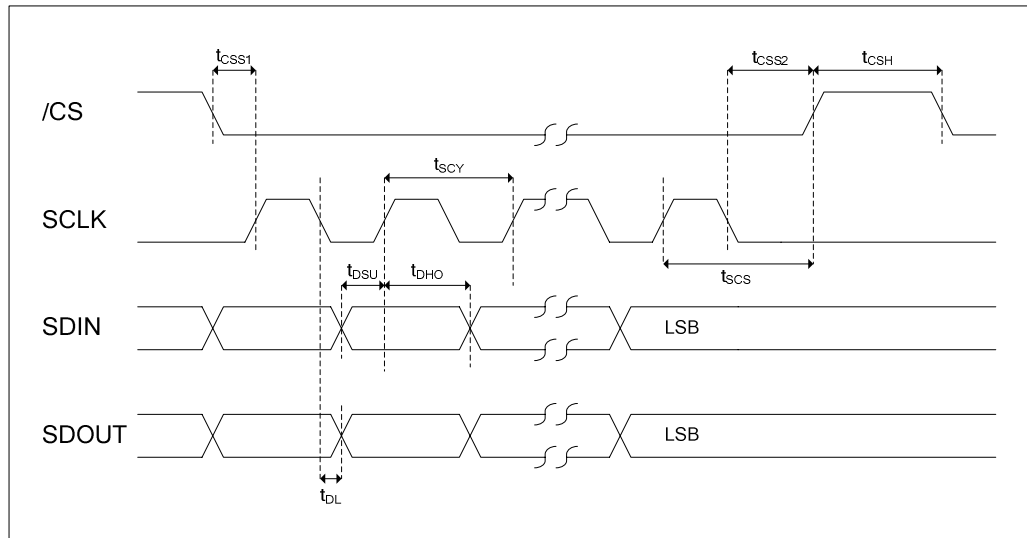 tCSS1
tCSS2
tCSH
/CS
tSCY
SCLK
tSCS
tDSU
tDHO
SDIN
LSB
SDOUT
LSB
tDL